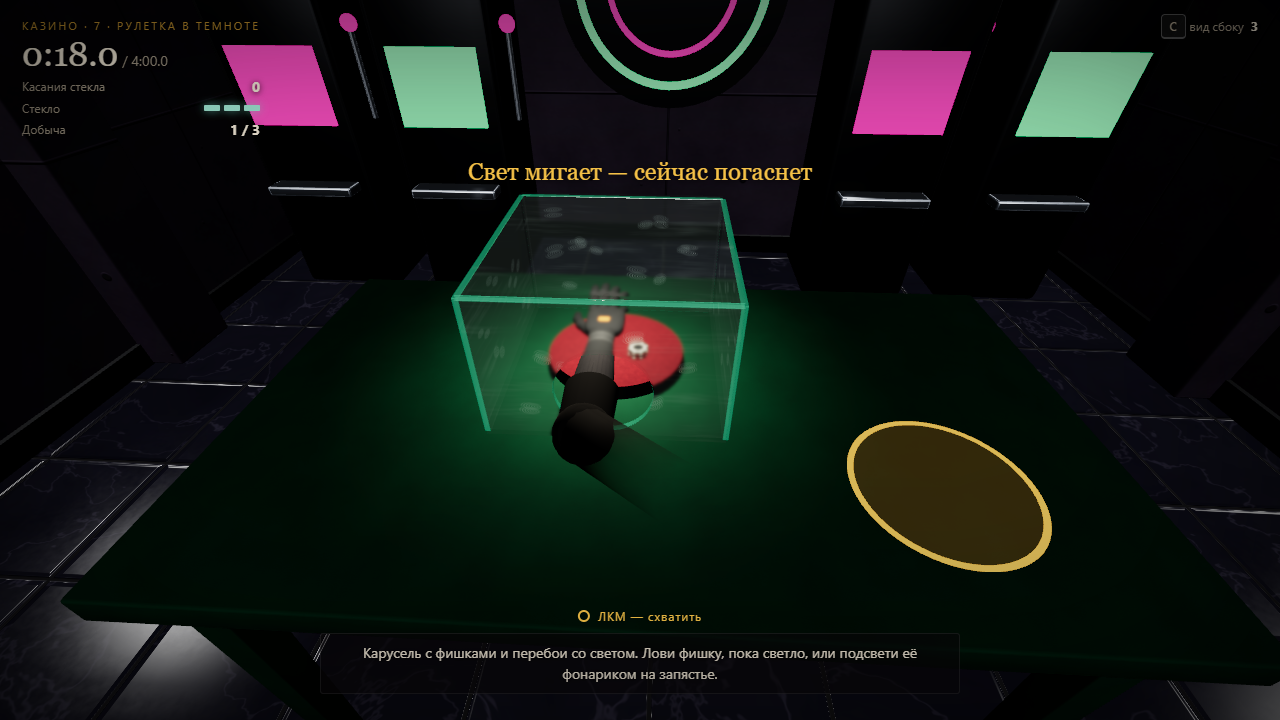 КАЗИНО · 7 · РУЛЕТКА В ТЕМНОТЕ
0:18.0 / 4:00.0
Касания стекла 0
Стекло
Добыча 1 / 3
C вид сбоку 3
Свет мигает — сейчас погаснет
ЛКМ — схватить
Карусель с фишками и перебои со светом. Лови фишку, пока светло, или подсвети её
фонариком на запястье.